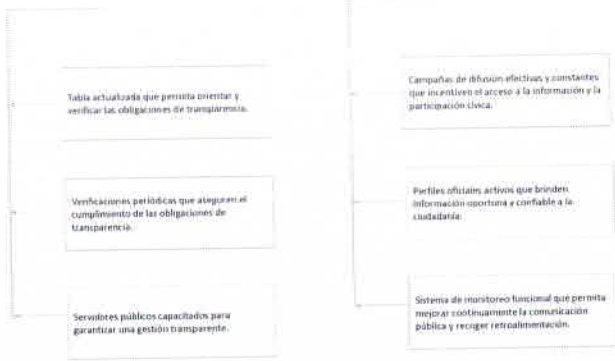 Tabla actualizada que permita orientar y
verificar las obligaciones de transparencia.
Verificaciones periódicas que aseguren el
cumplimiento de las obligaciones de
transparencia.
Servidores públicos capacitados para
garantizar una gestión transparente.
Campañas de difusión efectivas y constantes
que incentiven el acceso a la información y la
participación cívica.
Perfiles oficiales activos que brinden
información oportuna y confiable a la
ciudadanía.
Sistema de monitoreo funcional que permita
mejorar continuamente la comunicación
pública y recoger retroalimentación.